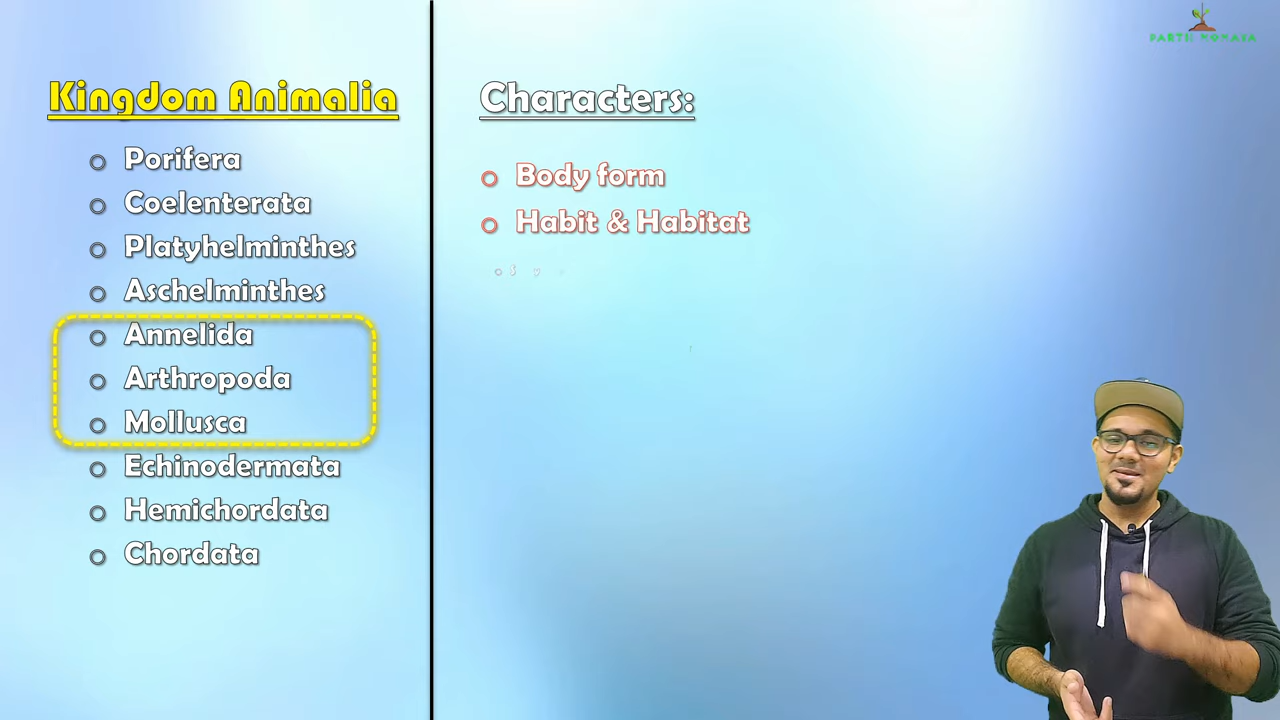 Kingdom Animalia
Porifera
Coelenterata
Platyhelminthes
Aschelminthes
Annelida
Arthropoda
Mollusca
Echinodermata
Hemichordata
Chordata
Characters:
Body form
Habit & Habitat